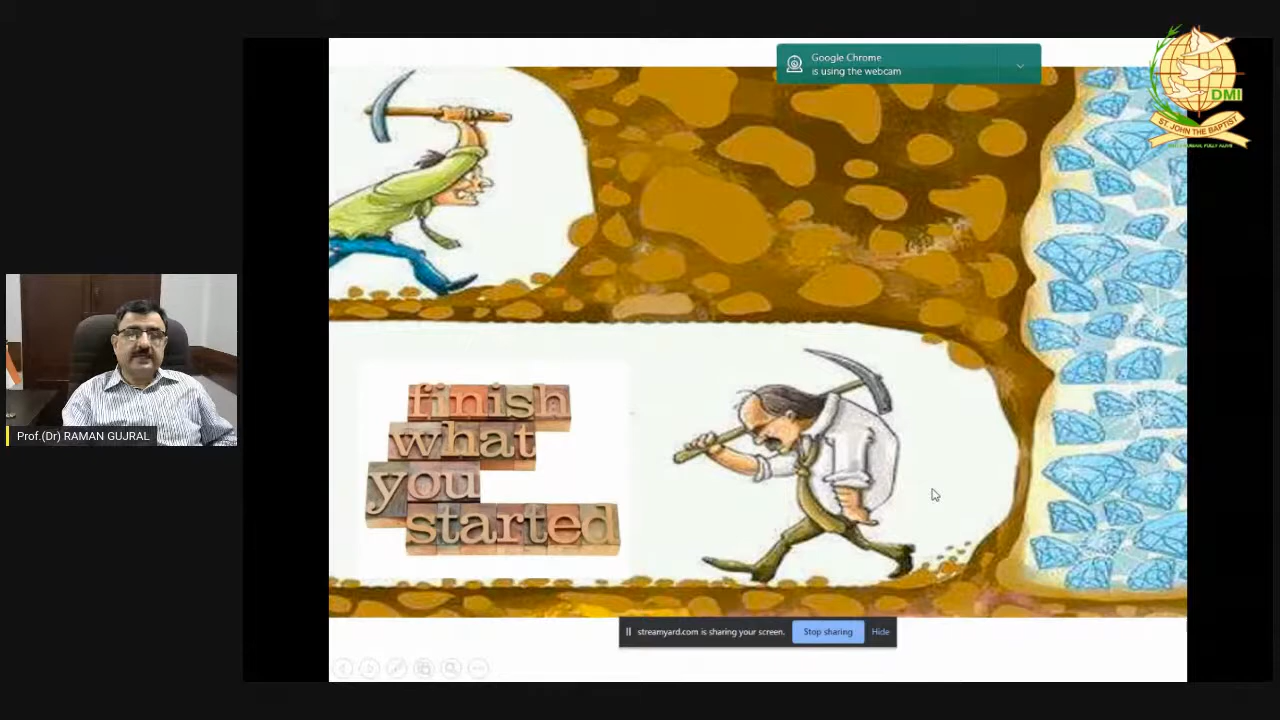 Google Chrome
is using the webcam
DMI
ST. JOHN THE BAPTIST
finish
what
you
started
Prof.(Dr) RAMAN GUJRAL
streamyard.com is sharing your screen.
Stop sharing
Hide